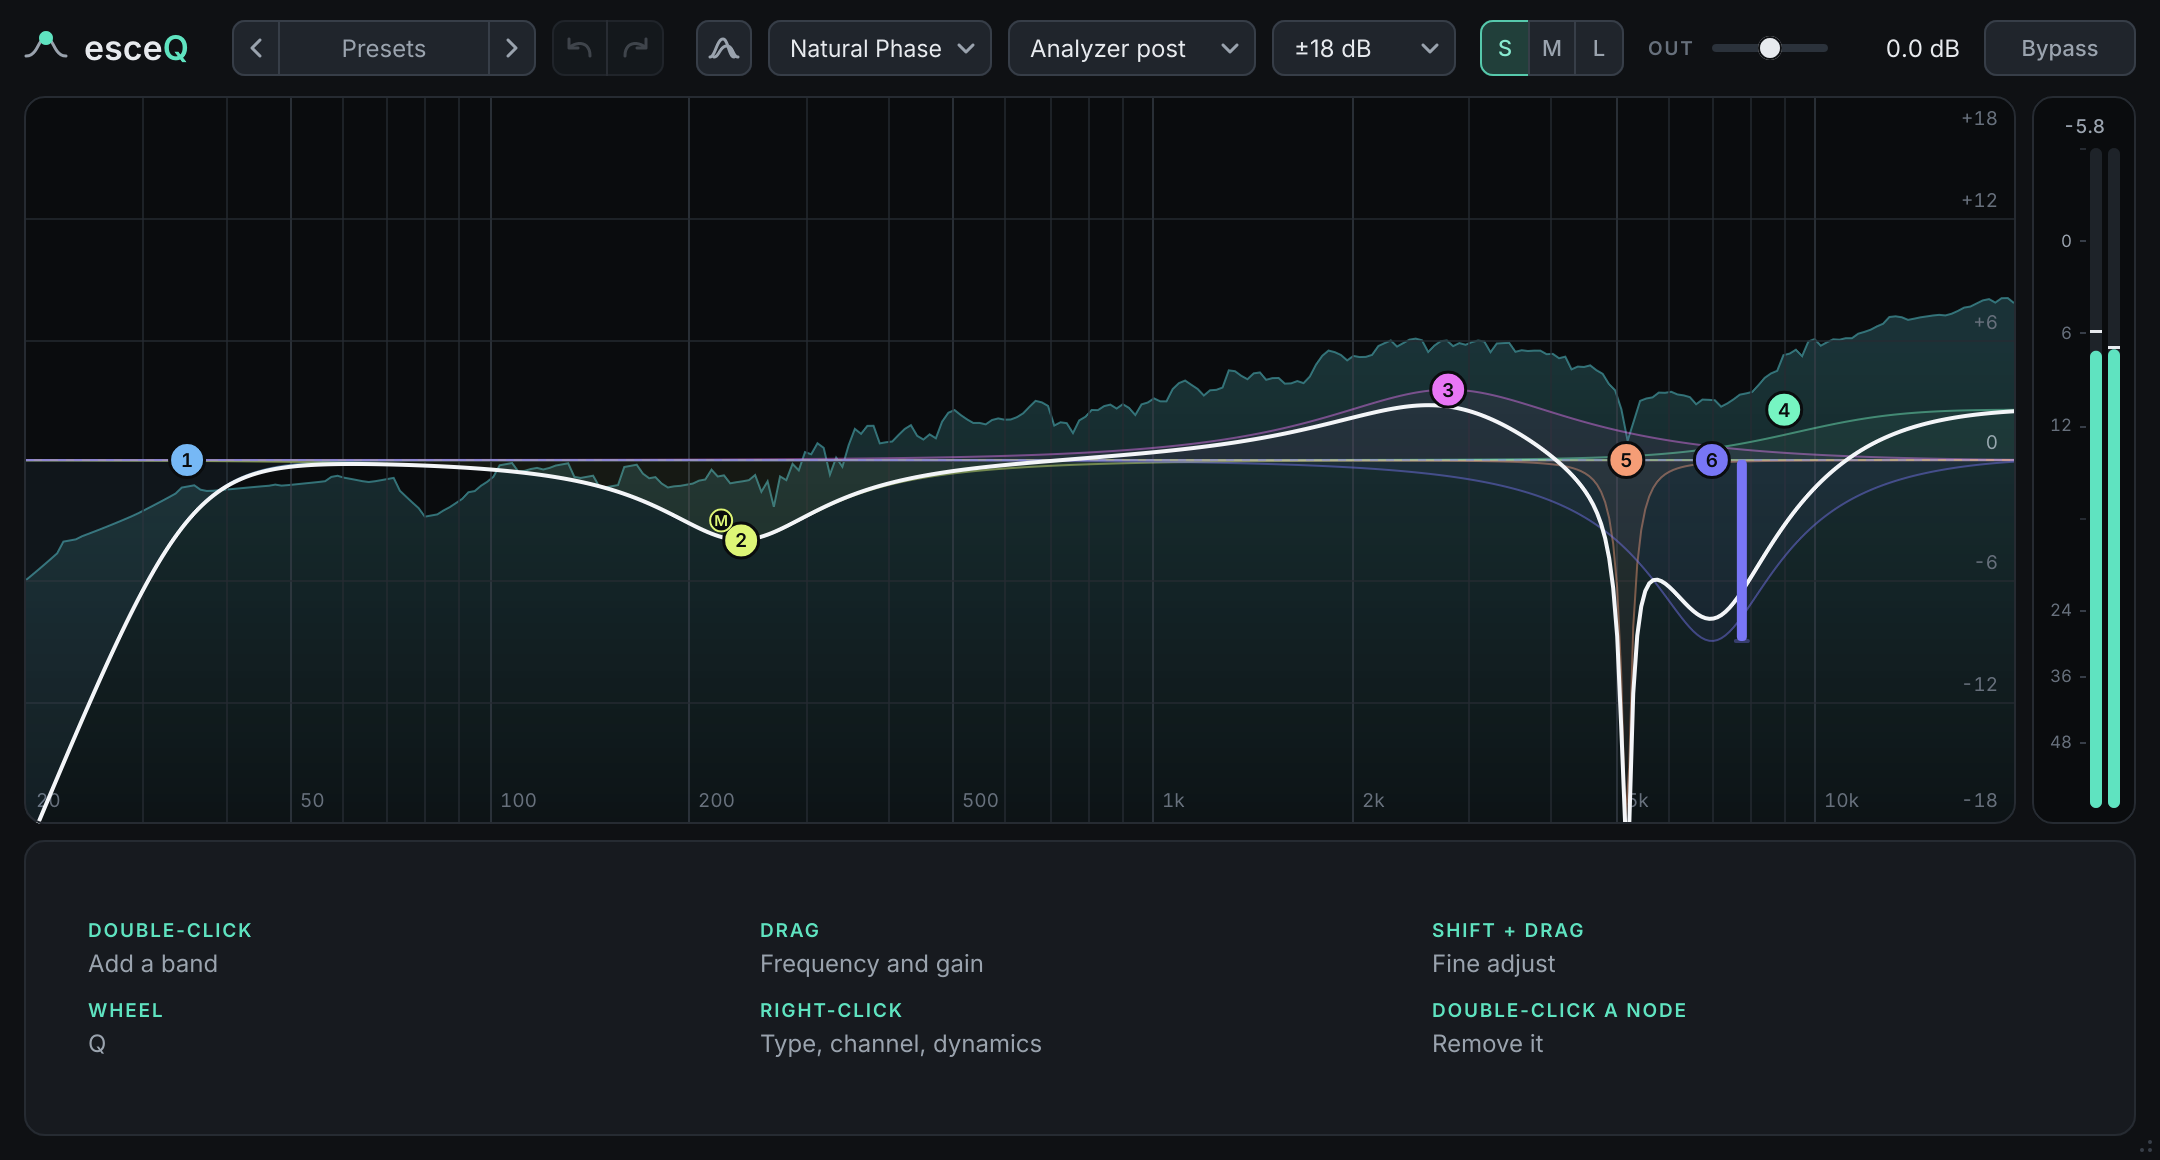 esceQ
Presets
Natural Phase
Analyzer post
±18 dB
S M L
OUT
0.0 dB
Bypass
+18
+12
+6
0
-6
-12
-18
1
2
M
3
4
5
6
20 50 100 200 500 1k 2k 5k 10k
-5.8
0
6
12
24
36
48
DOUBLE-CLICK
Add a band
DRAG
Frequency and gain
SHIFT + DRAG
Fine adjust
WHEEL
Q
RIGHT-CLICK
Type, channel, dynamics
DOUBLE-CLICK A NODE
Remove it